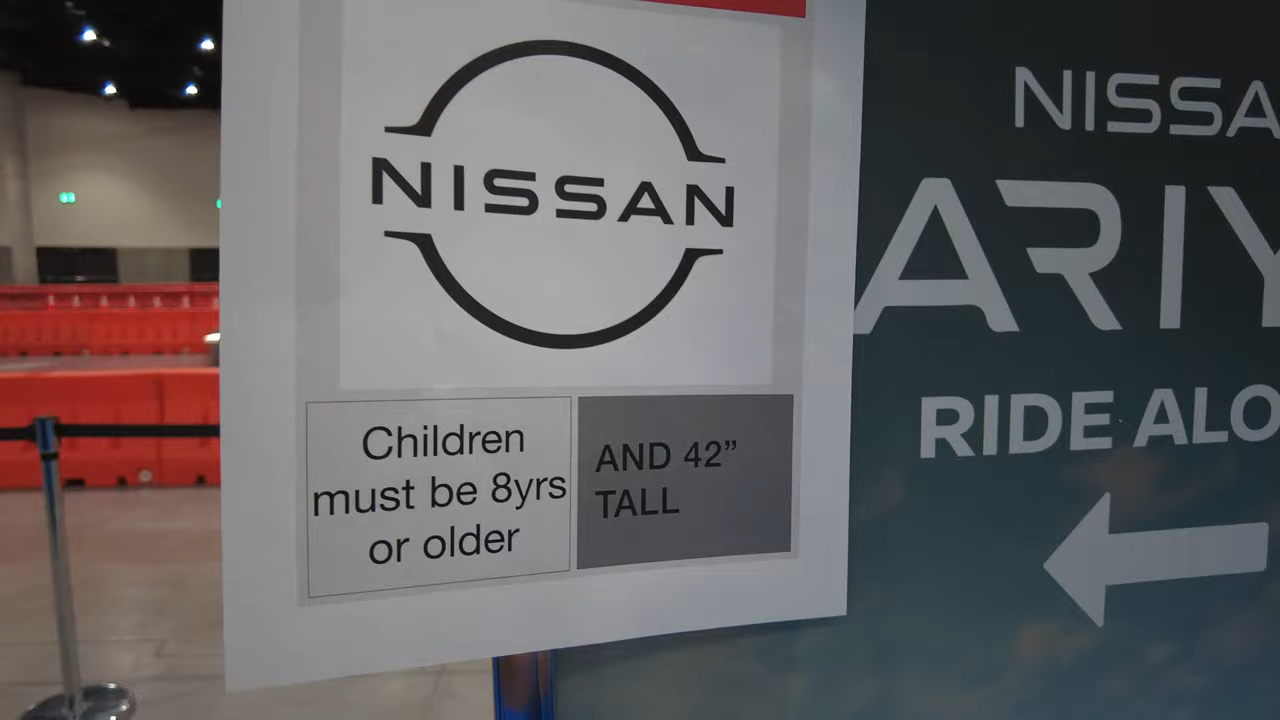 NISSAN
Children
must be 8yrs
or older
AND 42”
TALL
NISSA
ARIY
RIDE ALO